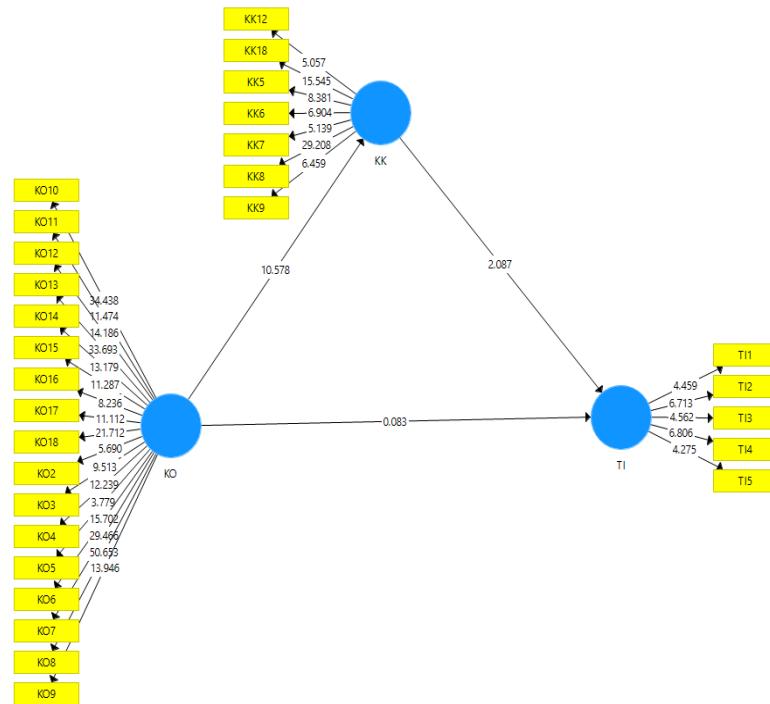 KK12
KK18
KK5
KK6
KK7
KK8
KK9
5.057
15.545
8.381
6.904
5.139
29.208
6.459
KK
KO10
KO11
KO12
KO13
KO14
KO15
KO16
KO17
KO18
KO2
KO3
KO4
KO5
KO6
KO7
KO8
KO9
34.438
11.474
14.186
33.693
13.179
11.287
8.236
11.112
21.712
5.690
9.513
12.239
3.779
15.702
29.466
50.653
13.946
KO
10.578
2.087
0.083
TI
4.459
6.713
4.562
6.806
4.275
TI1
TI2
TI3
TI4
TI5